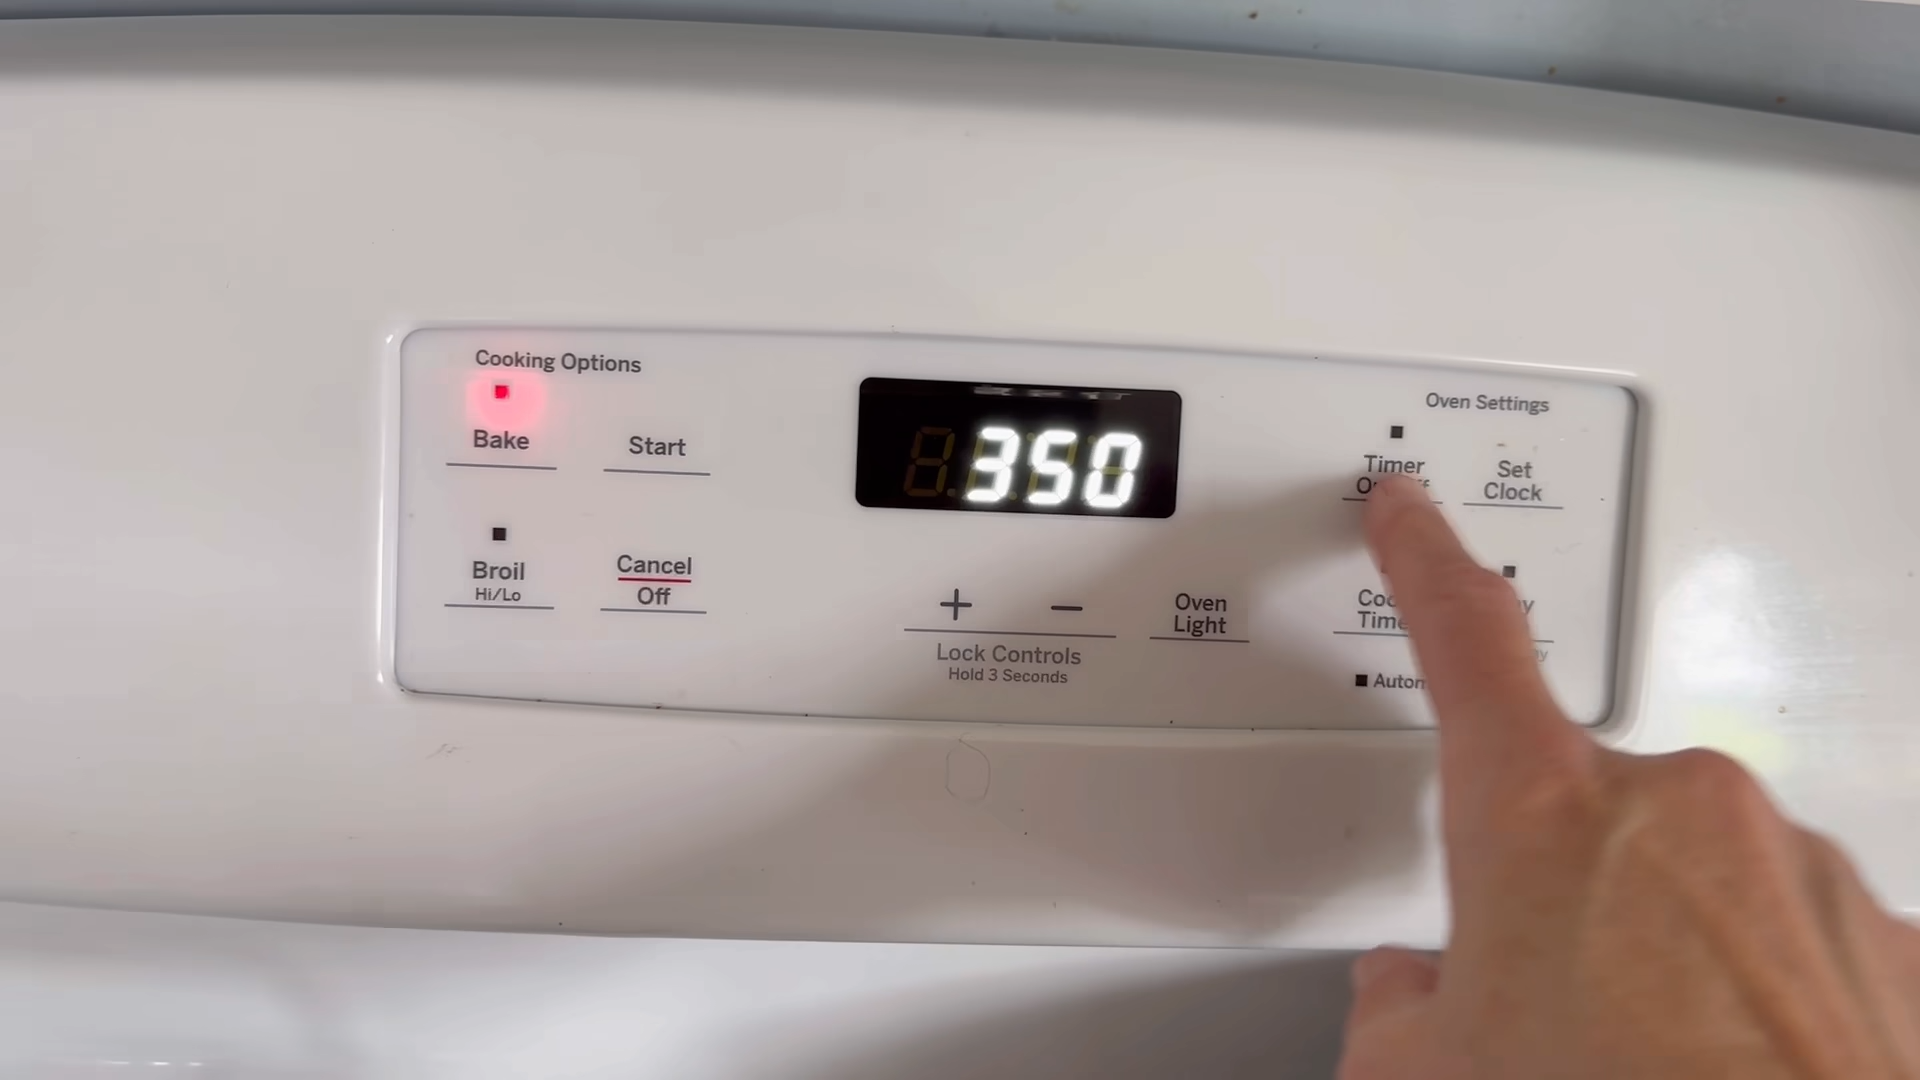 Cooking Options
Bake
Start
Broil
Hi/Lo
Cancel
Off
350
+ −
Lock Controls
Hold 3 Seconds
Oven
Light
Oven Settings
Timer
Set
Clock